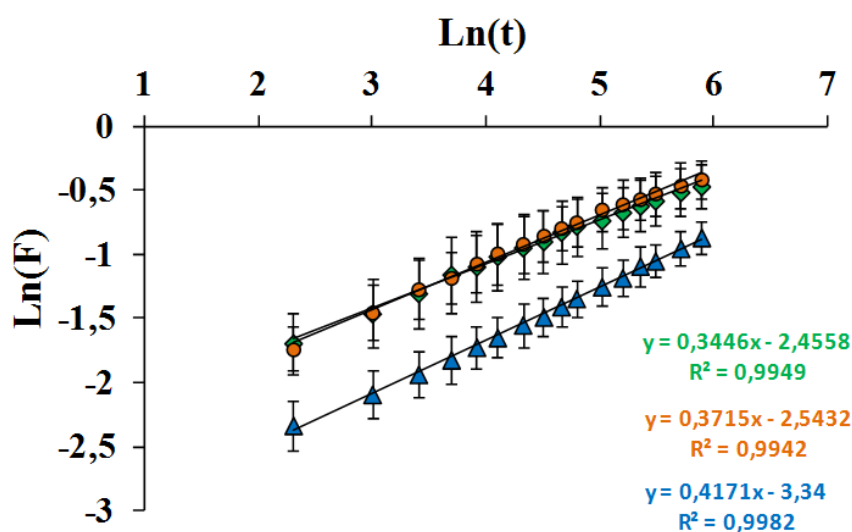 Ln(t)
1 2 3 4 5 6 7
0
-0,5
-1
-1,5
-2
-2,5
-3
Ln(F)
y = 0,3446x - 2,4558
R² = 0,9949
y = 0,3715x - 2,5432
R² = 0,9942
y = 0,4171x - 3,34
R² = 0,9982